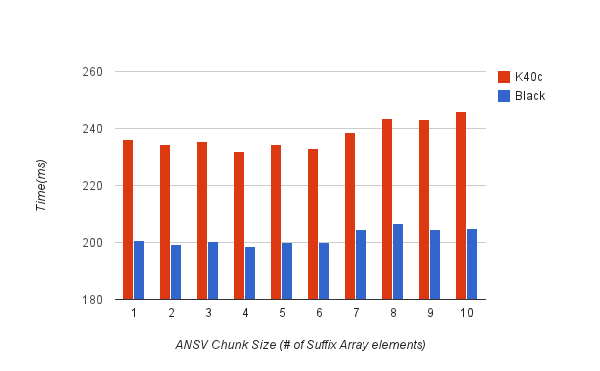 260
240
220
200
180
Time(ms)
1 2 3 4 5 6 7 8 9 10
ANSV Chunk Size (# of Suffix Array elements)
K40c
Black